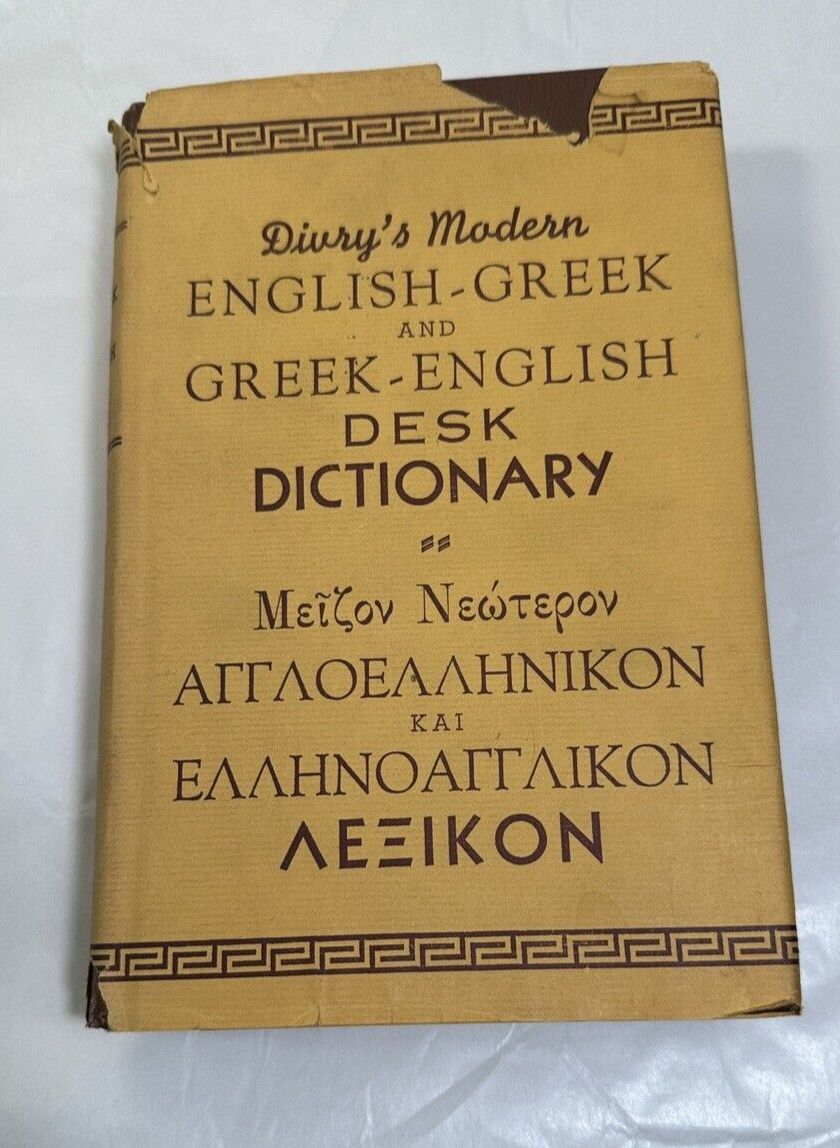 Divry's Modern
ENGLISH-GREEK
AND
GREEK-ENGLISH
DESK
DICTIONARY
Μεῖζον Νεώτερον
ΑΓΓΛΟΕΛΛΗΝΙΚΟΝ
ΚΑΙ
ΕΛΛΗΝΟΑΓΓΛΙΚΟΝ
ΛΕΞΙΚΟΝ